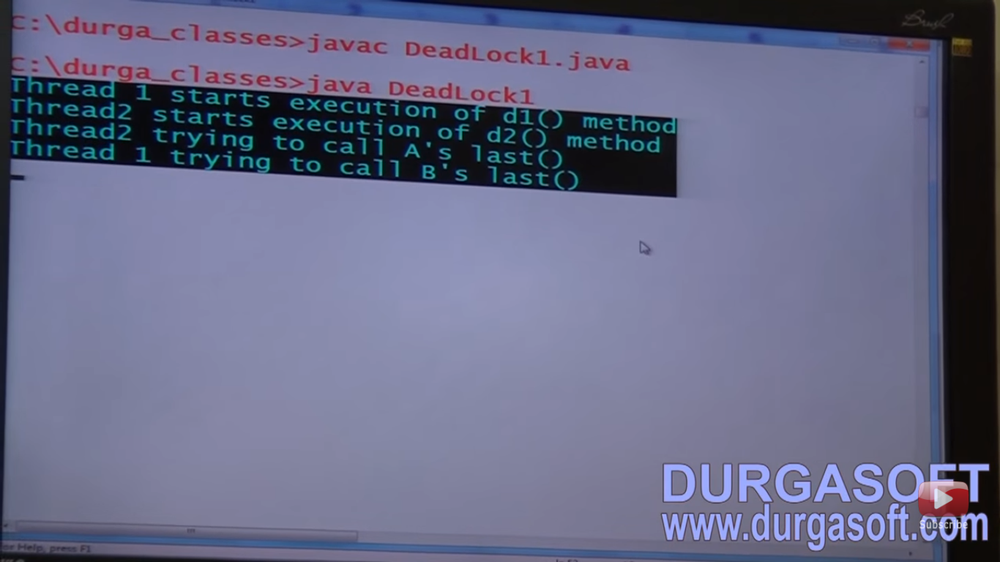 Brush
C:\durga_classes>javac DeadLock1.java
C:\durga_classes>java DeadLock1
Thread 1 starts execution of d1() method
Thread2 starts execution of d2() method
Thread2 trying to call A's last()
Thread 1 trying to call B's last()
DURGASOFT
www.durgasoft.com
Subscribe
or Help, press F1